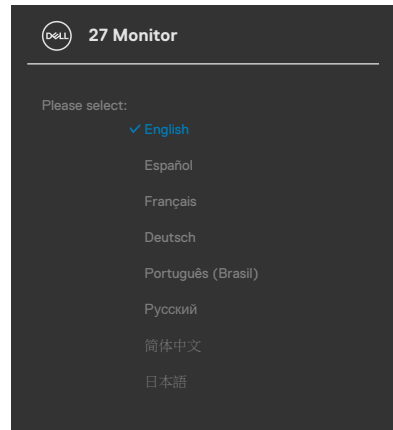 DELL 27 Monitor
Please select:
✓ English
Español
Français
Deutsch
Português (Brasil)
Русский
简体中文
日本語